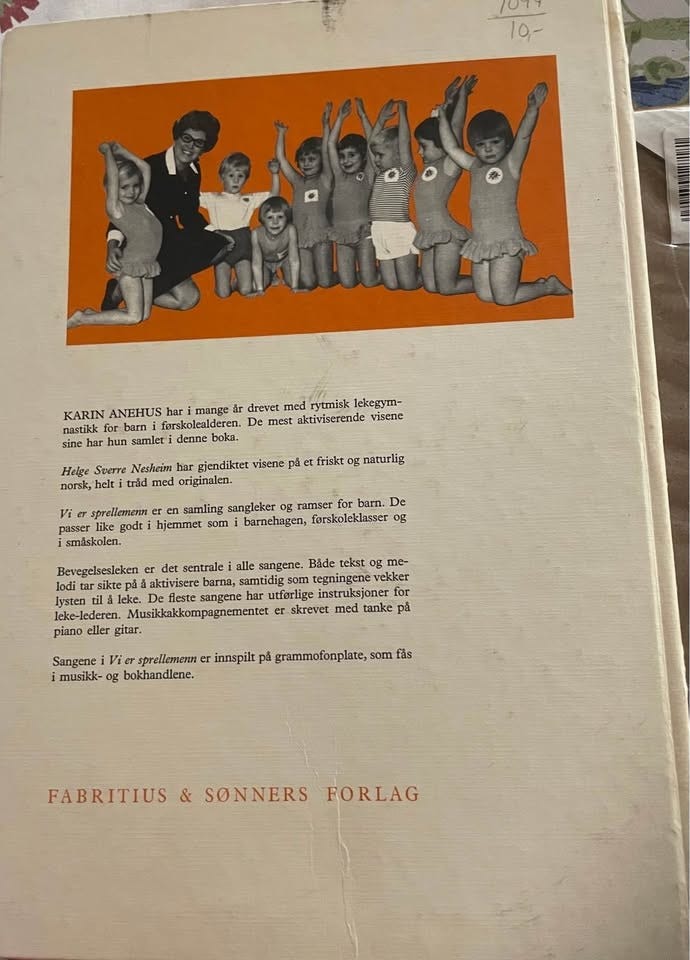 10,-
KARIN ANEHUS har i mange år drevet med rytmisk lekegym-
nastikk for barn i førskolealderen. De mest aktiviserende visene
sine har hun samlet i denne boka.
Helge Sverre Nesheim har gjendiktet visene på et friskt og naturlig
norsk, helt i tråd med originalen.
Vi er sprellemenn er en samling sangleker og ramser for barn. De
passer like godt i hjemmet som i barnehagen, førskoleklasser og
i småskolen.
Bevegelsesleken er det sentrale i alle sangene. Både tekst og me-
lodi tar sikte på å aktivisere barna, samtidig som tegningene vekker
lysten til å leke. De fleste sangene har utførlige instruksjoner for
leke-lederen. Musikkakkompagnementet er skrevet med tanke på
piano eller gitar.
Sangene i Vi er sprellemenn er innspilt på grammofonplate, som fås
i musikk- og bokhandlene.
FABRITIUS & SØNNERS FORLAG